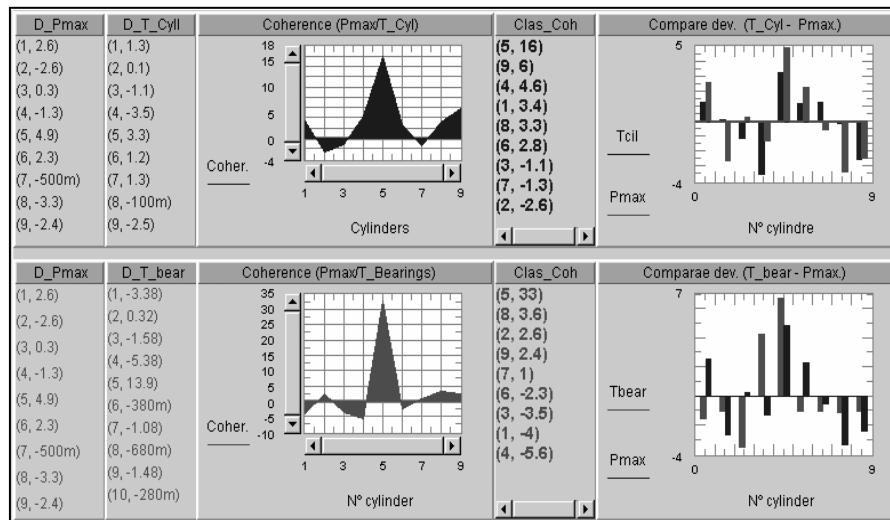 D_Pmax
(1, 2.6)
(2, -2.6)
(3, 0.3)
(4, -1.3)
(5, 4.9)
(6, 2.3)
(7, -500m)
(8, -3.3)
(9, -2.4)
D_T_Cyll
(1, 1.3)
(2, 0.1)
(3, -1.1)
(4, -3.5)
(5, 3.3)
(6, 1.2)
(7, 1.3)
(8, -100m)
(9, -2.5)
Coherence (Pmax/T_Cyl)
18
15
10
5
0
-4
Coher.
1 3 5 7 9
Cylinders
Clas_Coh
(5, 16)
(9, 6)
(4, 4.6)
(1, 3.4)
(8, 3.3)
(6, 2.8)
(3, -1.1)
(7, -1.3)
(2, -2.6)
Compare dev. (T_Cyl - Pmax.)
5
Tcil
-4
Pmax
0 9
Nº cylindre
D_Pmax
(1, 2.6)
(2, -2.6)
(3, 0.3)
(4, -1.3)
(5, 4.9)
(6, 2.3)
(7, -500m)
(8, -3.3)
(9, -2.4)
D_T_bear
(1, -3.38)
(2, 0.32)
(3, -1.58)
(4, -5.38)
(5, 13.9)
(6, -380m)
(7, -1.08)
(8, -680m)
(9, -1.48)
(10, -280m)
Coherence (Pmax/T_Bearings)
35
30
25
20
15
10
5
0
-5
-10
Coher.
1 3 5 7 9
Nº cylinder
Clas_Coh
(5, 33)
(8, 3.6)
(2, 2.6)
(9, 2.4)
(7, 1)
(6, -2.3)
(3, -3.5)
(1, -4)
(4, -5.6)
Comparae dev. (T_bear - Pmax.)
7
Tbear
-4
Pmax
0 9
Nº cylinder